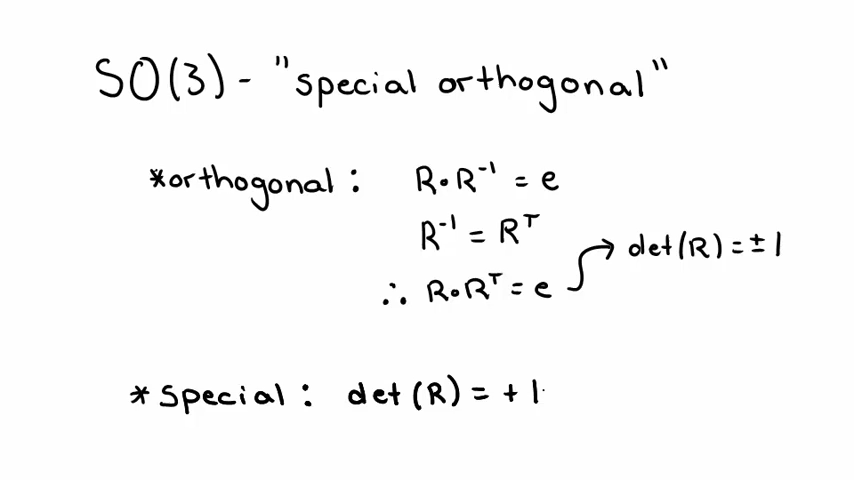 SO(3) - "special orthogonal"
*orthogonal: R•R⁻¹ = e
R⁻¹ = Rᵀ
∴ R•Rᵀ = e → det(R) = ± 1
*special: det(R) = + 1